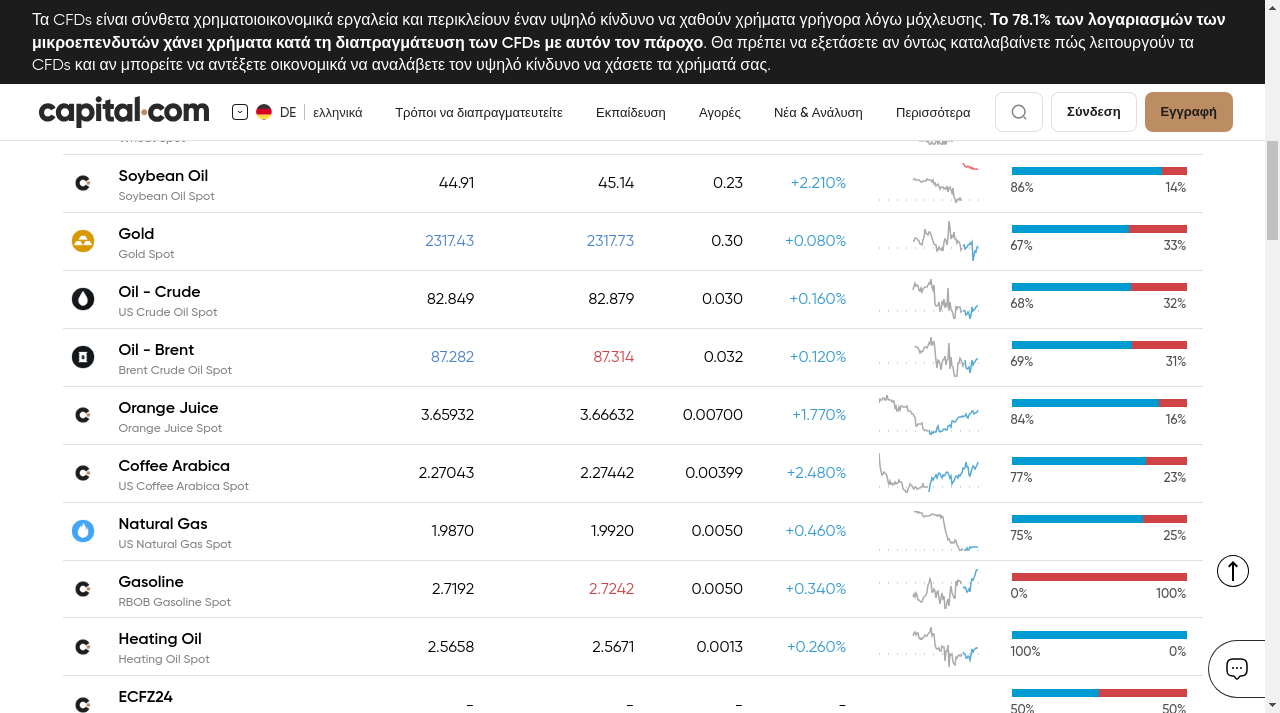 Τα CFDs είναι σύνθετα χρηματοιοικονομικά εργαλεία και περικλείουν έναν υψηλό κίνδυνο να χαθούν χρήματα γρήγορα λόγω μόχλευσης. Το 78.1% των λογαριασμών των
μικροεπενδυτών χάνει χρήματα κατά τη διαπραγμάτευση των CFDs με αυτόν τον πάροχο. Θα πρέπει να εξετάσετε αν όντως καταλαβαίνετε πώς λειτουργούν τα
CFDs και αν μπορείτε να αντέξετε οικονομικά να αναλάβετε τον υψηλό κίνδυνο να χάσετε τα χρήματά σας.
capital.com DE ελληνικά Τρόποι να διαπραγματευτείτε Εκπαίδευση Αγορές Νέα & Ανάλυση Περισσότερα Σύνδεση Εγγραφή
Wheat Spot
Soybean Oil 44.91 45.14 0.23 +2.210% 86% 14%
Soybean Oil Spot
Gold 2317.43 2317.73 0.30 +0.080% 67% 33%
Gold Spot
Oil - Crude 82.849 82.879 0.030 +0.160% 68% 32%
US Crude Oil Spot
Oil - Brent 87.282 87.314 0.032 +0.120% 69% 31%
Brent Crude Oil Spot
Orange Juice 3.65932 3.66632 0.00700 +1.770% 84% 16%
Orange Juice Spot
Coffee Arabica 2.27043 2.27442 0.00399 +2.480% 77% 23%
US Coffee Arabica Spot
Natural Gas 1.9870 1.9920 0.0050 +0.460% 75% 25%
US Natural Gas Spot
Gasoline 2.7192 2.7242 0.0050 +0.340% 0% 100%
RBOB Gasoline Spot
Heating Oil 2.5658 2.5671 0.0013 +0.260% 100% 0%
Heating Oil Spot
ECFZ24 - - - - 50% 50%